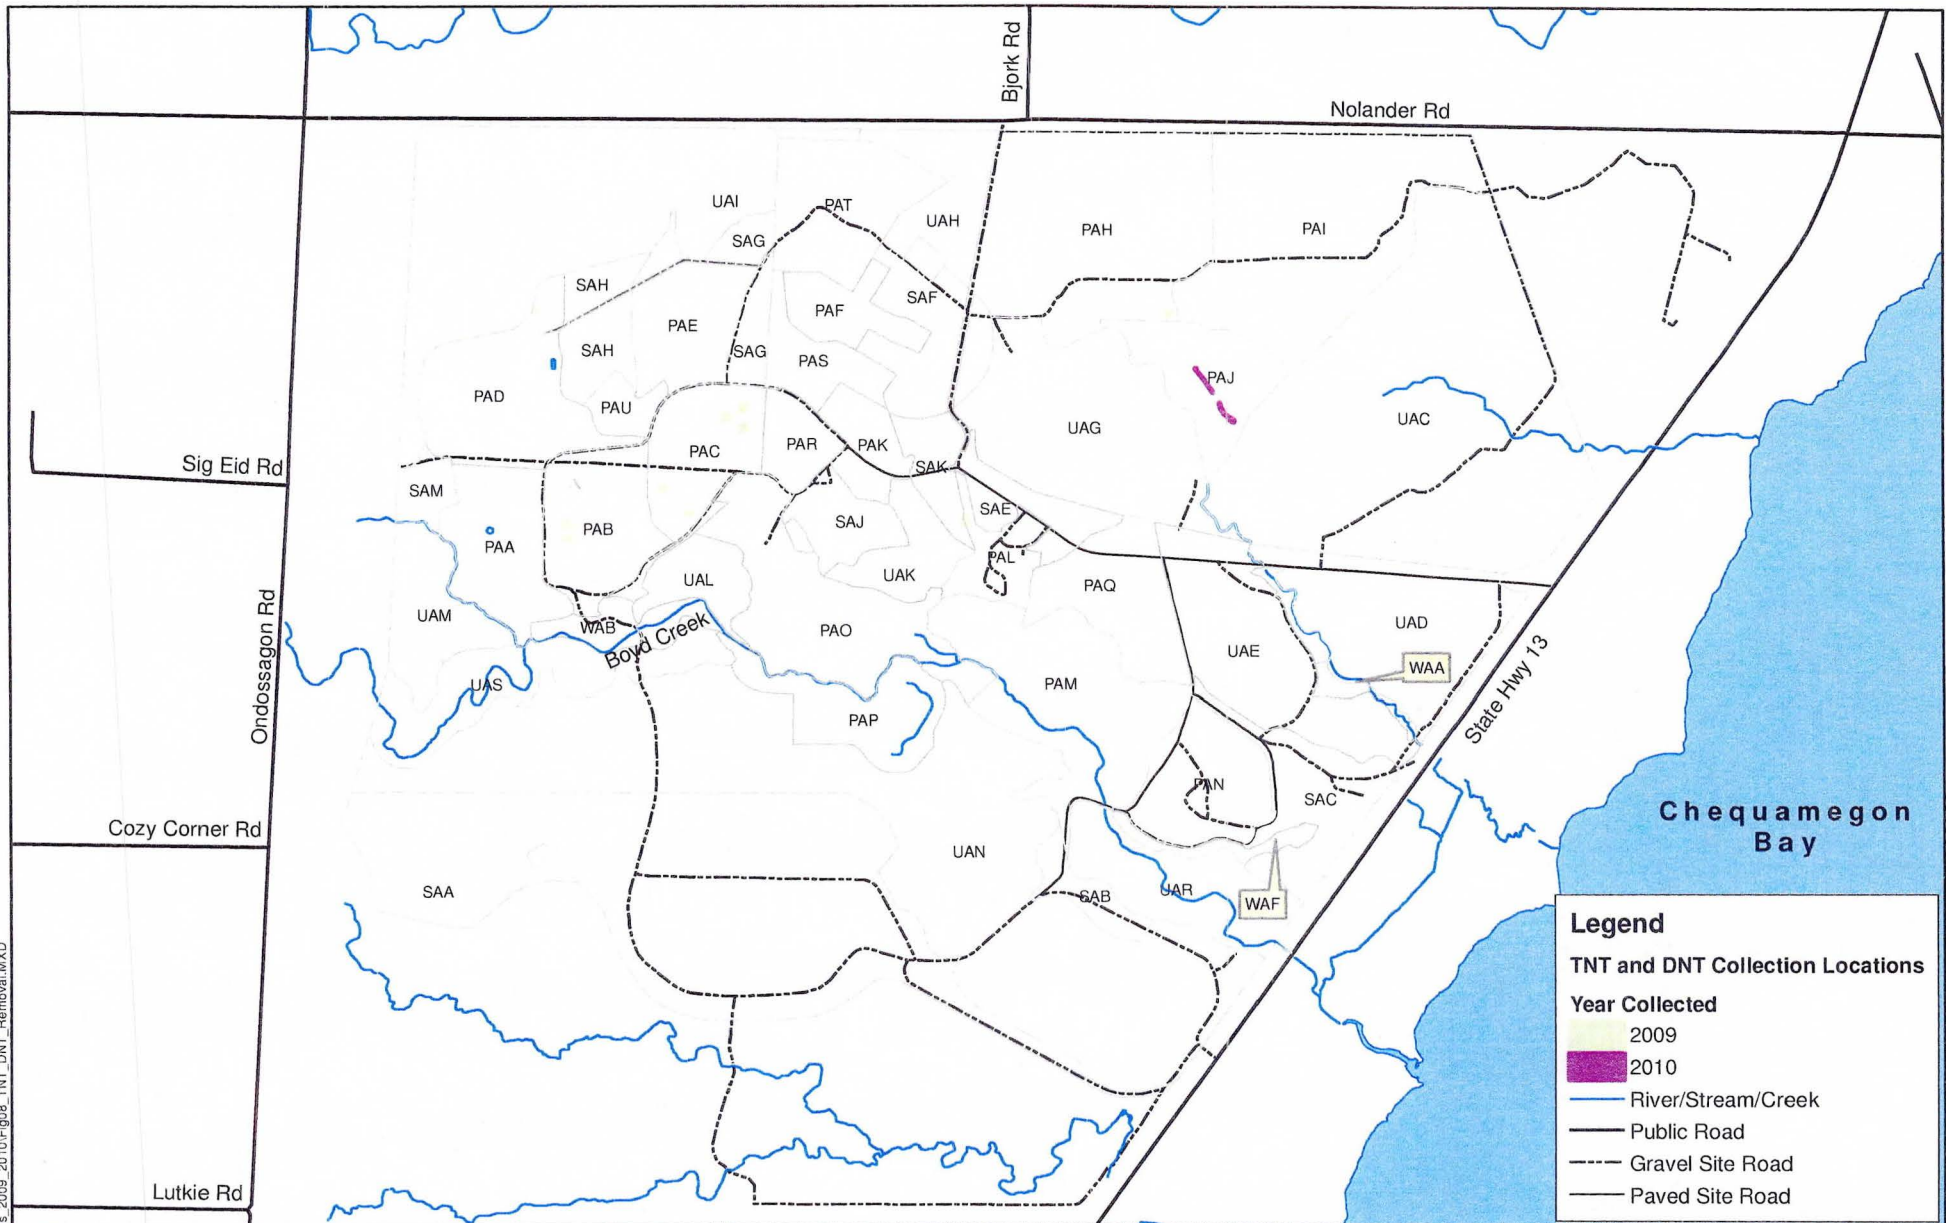 Bjork Rd
Nolander Rd
UAI
PAT
UAH
PAH
PAI
SAG
SAH
SAF
PAF
PAE
SAH
SAG
PAS
PAJ
PAD
PAU
UAG
UAC
PAR
PAK
PAC
SAK
Sig Eid Rd
SAM
SAE
SAJ
PAB
PAA
PAL
UAL
UAK
PAQ
UAM
WAB
Boyd Creek
PAO
UAD
UAE
WAA
Ondossagon Rd
UAS
PAM
State Hwy 13
PAP
PAN
SAC
Chequamegon
Bay
Cozy Corner Rd
UAN
SAA
SAB
UAR
WAF
Legend
TNT and DNT Collection Locations
Year Collected
2009
2010
River/Stream/Creek
Public Road
Gravel Site Road
Paved Site Road
Lutkie Rd